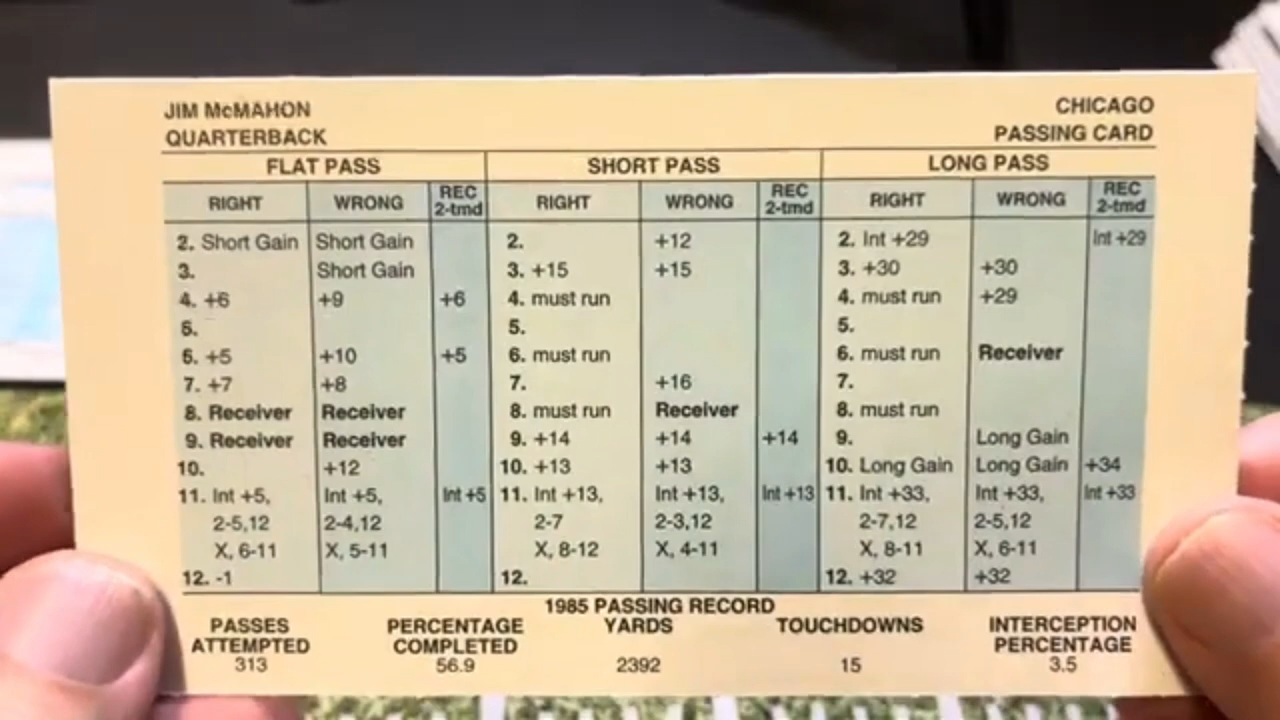 JIM McMAHON CHICAGO
QUARTERBACK PASSING CARD
FLAT PASS SHORT PASS LONG PASS
RIGHT WRONG REC 2-tmd RIGHT WRONG REC 2-tmd RIGHT WRONG REC 2-tmd
2. Short Gain Short Gain 2. +12 2. Int +29 Int +29
3. Short Gain 3. +15 +15 3. +30 +30
4. +6 +9 +6 4. must run 4. must run +29
5. 5. 5.
6. +5 +10 +5 6. must run 6. must run Receiver
7. +7 +8 7. +16 7.
8. Receiver Receiver 8. must run Receiver 8. must run
9. Receiver Receiver 9. +14 +14 +14 9. Long Gain
10. +12 10. +13 +13 10. Long Gain Long Gain +34
11. Int +5, Int +5, Int +5 11. Int +13, Int +13, Int +13 11. Int +33, Int +33, Int +33
2-5,12 2-4,12 2-7 2-3,12 2-7,12 2-5,12
X, 6-11 X, 5-11 X, 8-12 X, 4-11 X, 8-11 X, 6-11
12. -1 12. 12. +32 +32
1985 PASSING RECORD
PASSES ATTEMPTED PERCENTAGE COMPLETED YARDS TOUCHDOWNS INTERCEPTION PERCENTAGE
313 56.9 2392 15 3.5